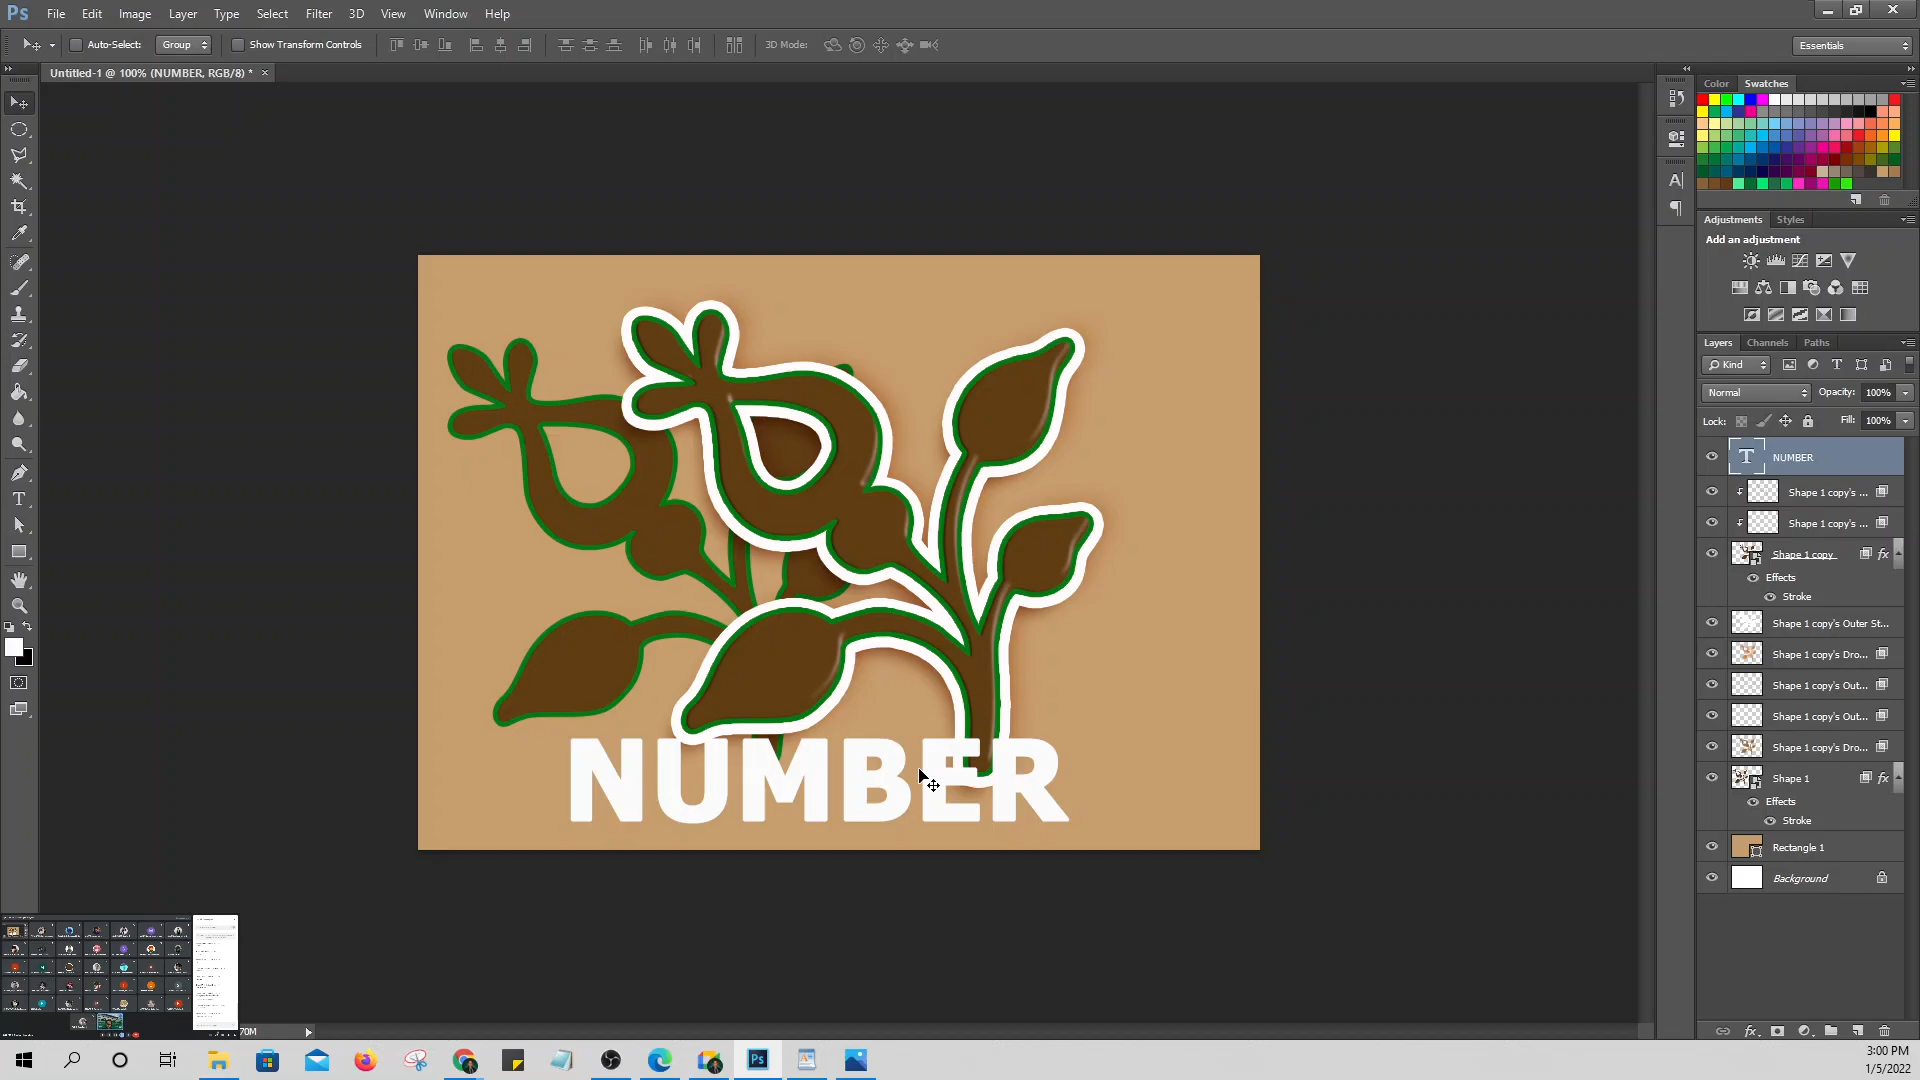 Ps File Edit Image Layer Type Select Filter 3D View Window Help
Auto-Select: Group Show Transform Controls 3D Mode: Essentials
Untitled-1 @ 100% (NUMBER, RGB/8) * ×
Color Swatches
Adjustments Styles
Add an adjustment
Layers Channels Paths
Kind
Normal Opacity: 100%
Lock: Fill: 100%
NUMBER
Shape 1 copy's ...
Shape 1 copy's ...
Shape 1 copy fx
Effects
Stroke
Shape 1 copy's Outer St...
Shape 1 copy's Dro...
Shape 1 copy's Out...
Shape 1 copy's Out...
Shape 1 copy's Dro...
Shape 1 fx
Effects
Stroke
Rectangle 1
Background
NUMBER
70M
3:00 PM
1/5/2022